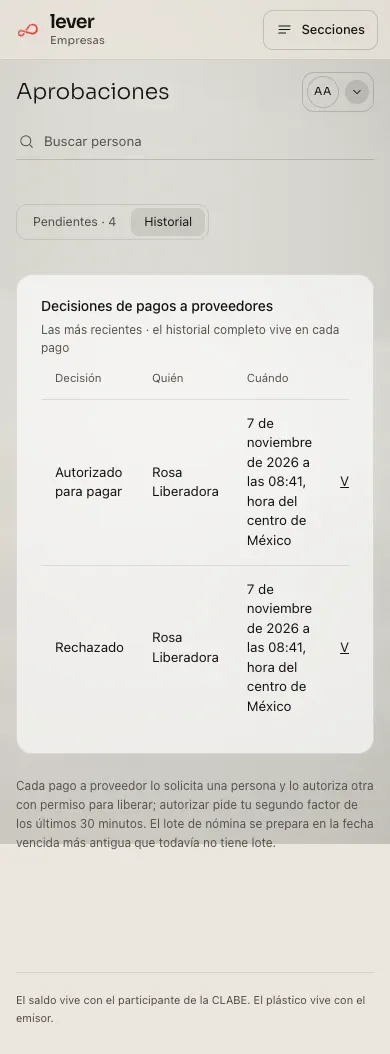 lever
Empresas
Secciones
Aprobaciones
AA
Buscar persona
Pendientes · 4
Historial
Decisiones de pagos a proveedores
Las más recientes · el historial completo vive en cada
pago
Decisión Quién Cuándo
Autorizado
para pagar
Rosa
Liberadora
7 de
noviembre
de 2026 a
las 08:41,
hora del
centro de
México
V
Rechazado
Rosa
Liberadora
7 de
noviembre
de 2026 a
las 08:41,
hora del
centro de
México
V
Cada pago a proveedor lo solicita una persona y lo autoriza otra
con permiso para liberar; autorizar pide tu segundo factor de
los últimos 30 minutos. El lote de nómina se prepara en la fecha
vencida más antigua que todavía no tiene lote.
El saldo vive con el participante de la CLABE. El plástico vive con el
emisor.